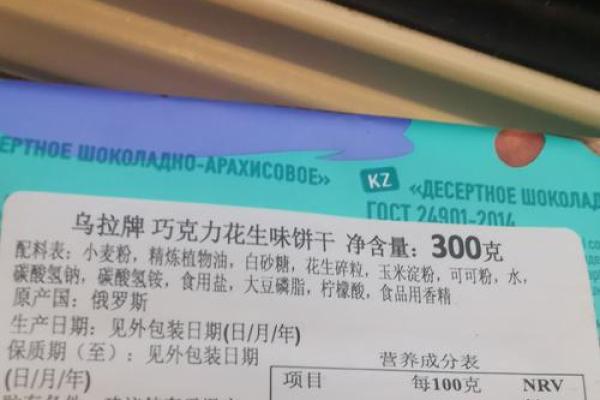 ЕРТНОЕ ШОКОЛАДНО-АРАХИСОВОЕ»
KZ «ДЕСЕРТНОЕ ШОКОЛАД
ГОСТ 24901-2014
乌拉牌 巧克力花生味饼干 净含量：300克
配料表：小麦粉，精炼植物油，白砂糖，花生碎粒，玉米淀粉，可可粉，水，
碳酸氢钠，碳酸氢铵，食用盐，大豆磷脂，柠檬酸，食品用香精
原产国：俄罗斯
生产日期：见外包装日期(日/月/年)
保质期（至）：见外包装日期
(日/月/年)
营养成分表
项目 每100克 NRV